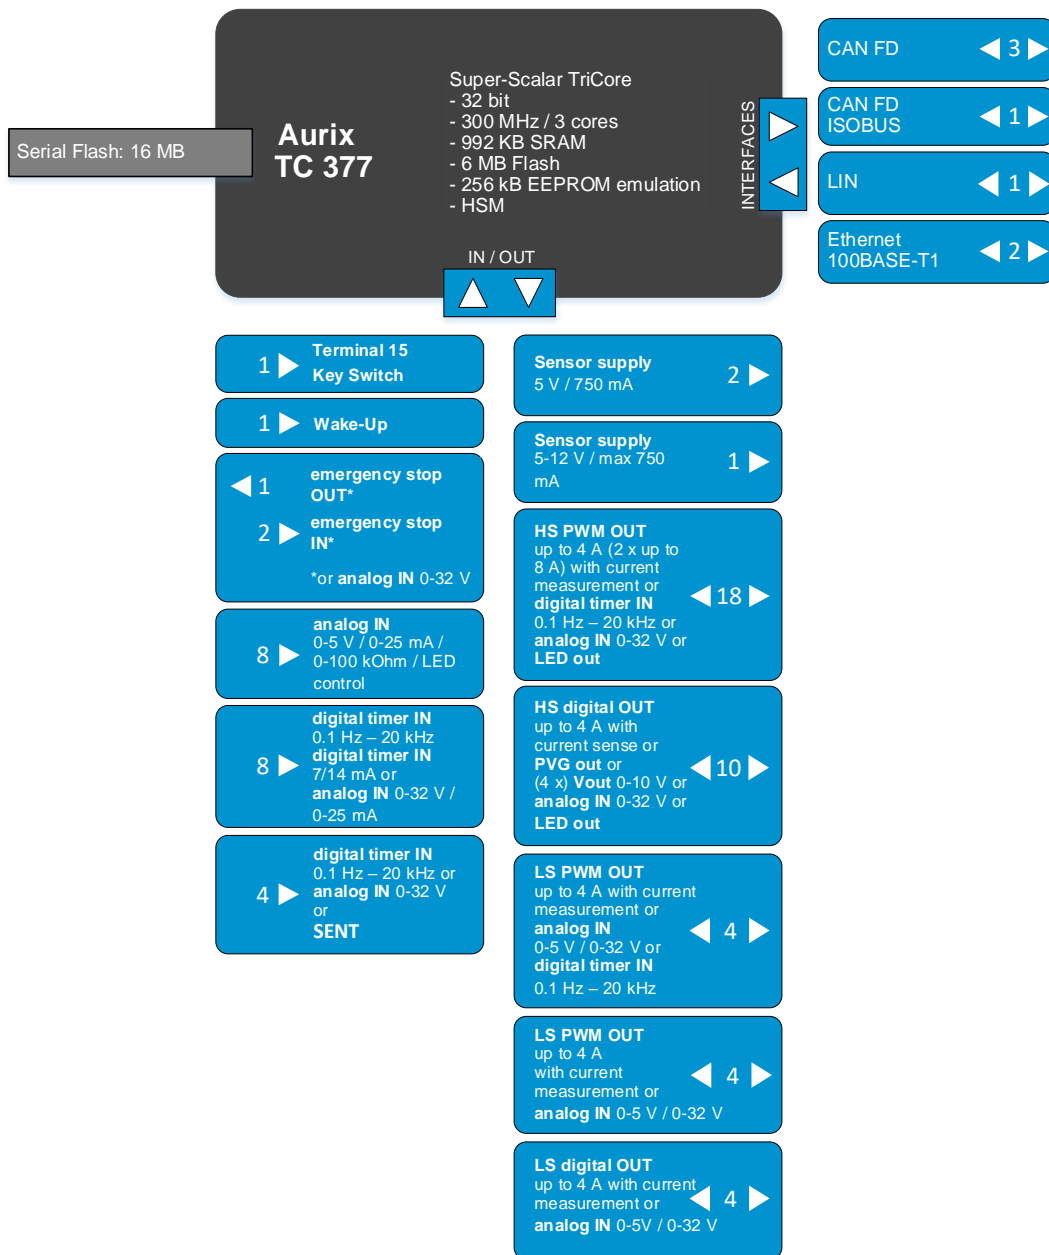 Serial Flash: 16 MB
Aurix
TC 377
Super-Scalar TriCore
- 32 bit
- 300 MHz / 3 cores
- 992 KB SRAM
- 6 MB Flash
- 256 kB EEPROM emulation
- HSM
INTERFACES
IN / OUT
CAN FD 3
CAN FD
ISOBUS 1
LIN 1
Ethernet
100BASE-T1 2
1 Terminal 15
Key Switch
1 Wake-Up
1 emergency stop
OUT*
2 emergency stop
IN*
*or analog IN 0-32 V
analog IN
0-5 V / 0-25 mA /
8 0-100 kOhm / LED
control
digital timer IN
0.1 Hz – 20 kHz
8 digital timer IN
7/14 mA or
analog IN 0-32 V /
0-25 mA
digital timer IN
0.1 Hz – 20 kHz or
4 analog IN 0-32 V
or
SENT
Sensor supply
5 V / 750 mA 2
Sensor supply
5-12 V / max 750 1
mA
HS PWM OUT
up to 4 A (2 x up to
8 A) with current
measurement or
digital timer IN 18
0.1 Hz – 20 kHz or
analog IN 0-32 V or
LED out
HS digital OUT
up to 4 A with
current sense or
PVG out or 10
(4 x) Vout 0-10 V or
analog IN 0-32 V or
LED out
LS PWM OUT
up to 4 A with current
measurement or
analog IN 4
0-5 V / 0-32 V or
digital timer IN
0.1 Hz – 20 kHz
LS PWM OUT
up to 4 A
with current 4
measurement or
analog IN 0-5 V / 0-32 V
LS digital OUT
up to 4 A with current
measurement or 4
analog IN 0-5V / 0-32 V